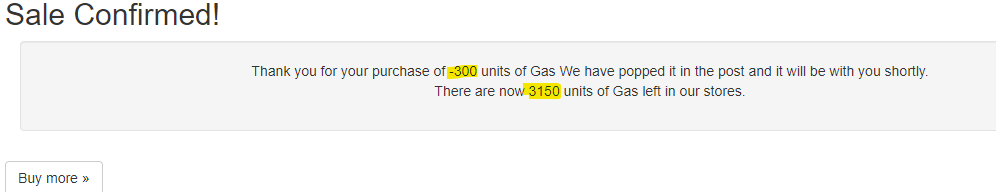 Sale Confirmed!
Thank you for your purchase of -300 units of Gas We have popped it in the post and it will be with you shortly.
There are now 3150 units of Gas left in our stores.
Buy more »